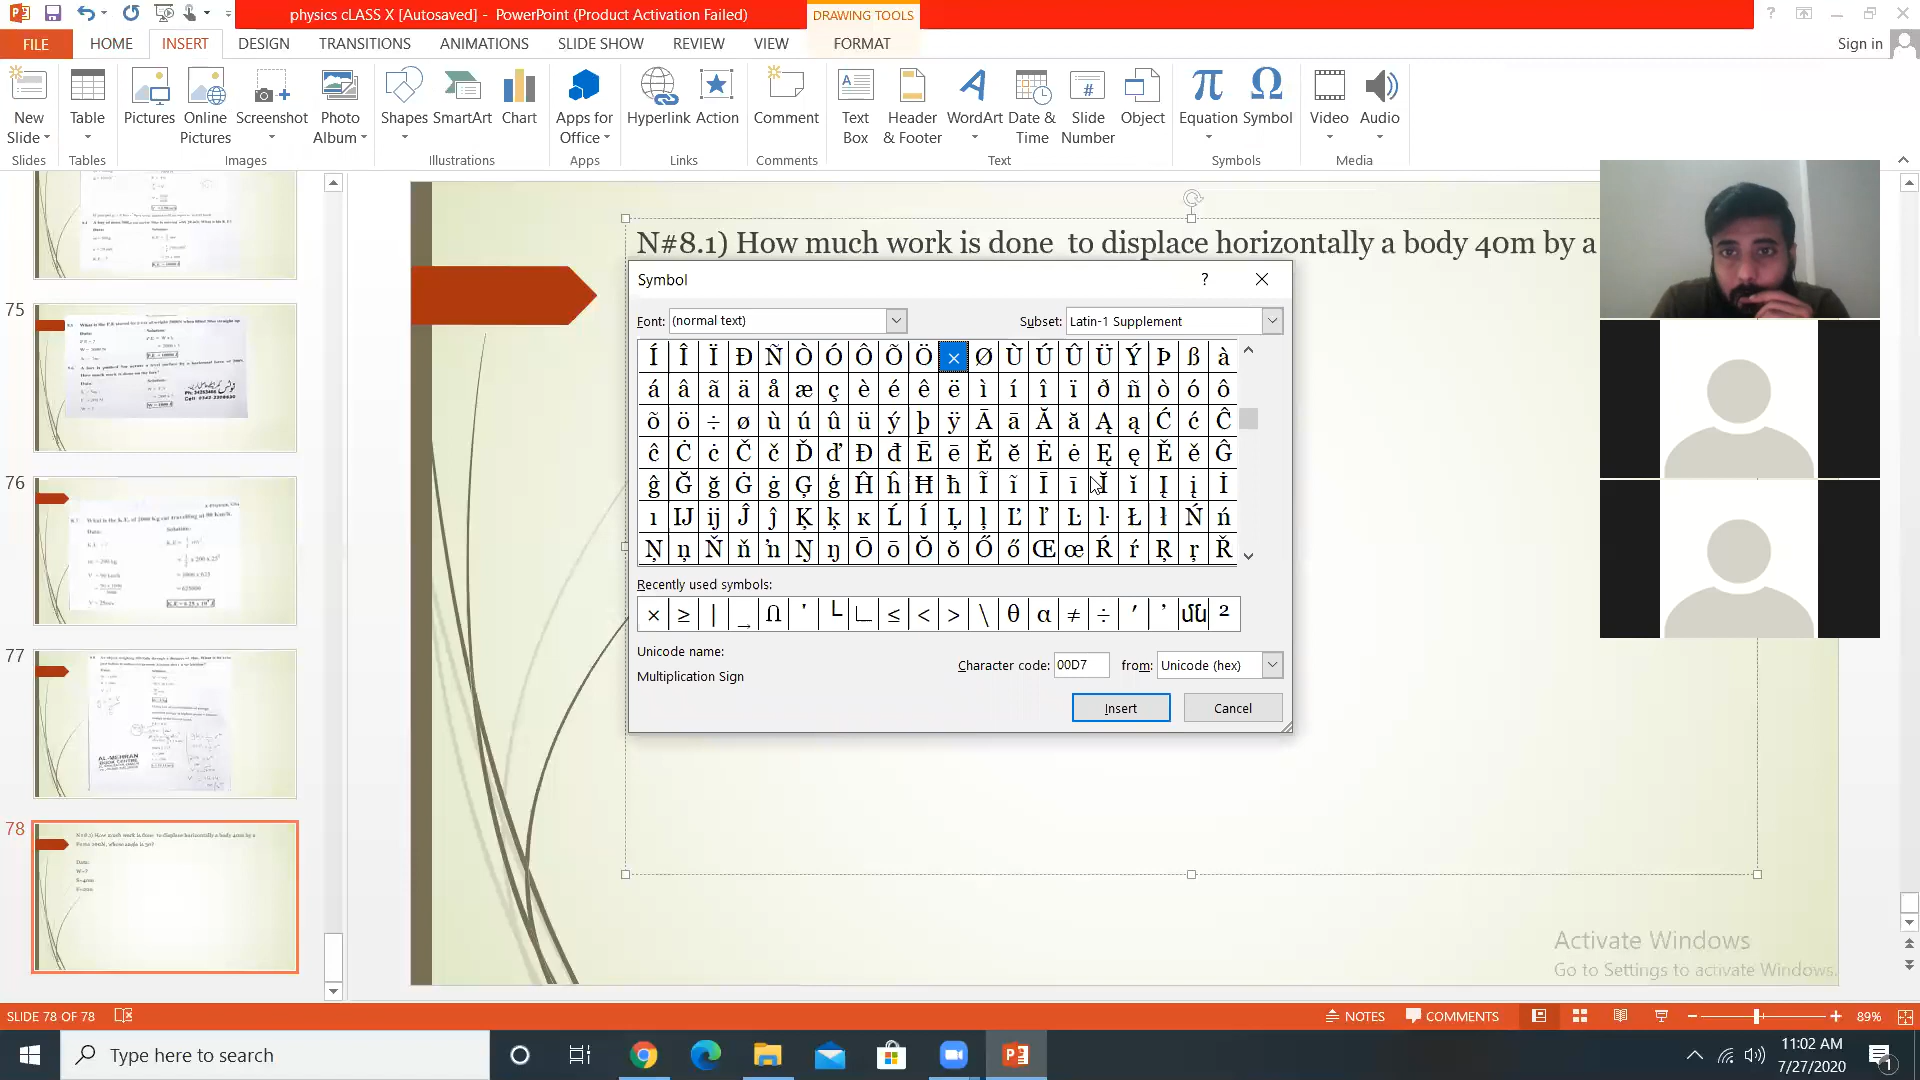 physics cLASS X [Autosaved] - PowerPoint (Product Activation Failed)
DRAWING TOOLS
FILE HOME INSERT DESIGN TRANSITIONS ANIMATIONS SLIDE SHOW REVIEW VIEW FORMAT
Sign in
New Slide
Table
Pictures
Online Pictures
Screenshot
Photo Album
Shapes
SmartArt
Chart
Apps for Office
Hyperlink
Action
Comment
Text Box
Header & Footer
WordArt
Date & Time
Slide Number
Object
Equation
Symbol
Video
Audio
Slides Tables Images Illustrations Apps Links Comments Text Symbols Media
75
76
77
78
N#8.1) How much work is done to displace horizontally a body 40m by a
Symbol
?
Font: (normal text)
Subset: Latin-1 Supplement
Í Î Ï Ð Ñ Ò Ó Ô Õ Ö × Ø Ù Ú Û Ü Ý Þ ß à
á â ã ä å æ ç è é ê ë ì í î ï ð ñ ò ó ô
õ ö ÷ ø ù ú û ü ý þ ÿ Ā ā Ă ă Ą ą Ć ć Ĉ
ĉ Ċ ċ Č č Ď ď Đ đ Ē ē Ĕ ĕ Ė ė Ę ę Ě ě Ĝ
ĝ Ğ ğ Ġ ġ Ģ ģ Ĥ ĥ Ħ ħ Ĩ ĩ Ī ī Ĭ ĭ Į į İ
ı Ĳ ĳ Ĵ ĵ Ķ ķ ĸ Ĺ ĺ Ļ ļ Ľ ľ Ŀ ŀ Ł ł Ń ń
Ņ ņ Ň ň ŉ Ŋ ŋ Ō ō Ŏ ŏ Ő ő Œ œ Ŕ ŕ Ŗ ŗ Ř
Recently used symbols:
Unicode name:
Multiplication Sign
Character code: 00D7 from: Unicode (hex)
Insert Cancel
Activate Windows
Go to Settings to activate Windows.
SLIDE 78 OF 78
NOTES COMMENTS 89%
Type here to search
11:02 AM
7/27/2020
1